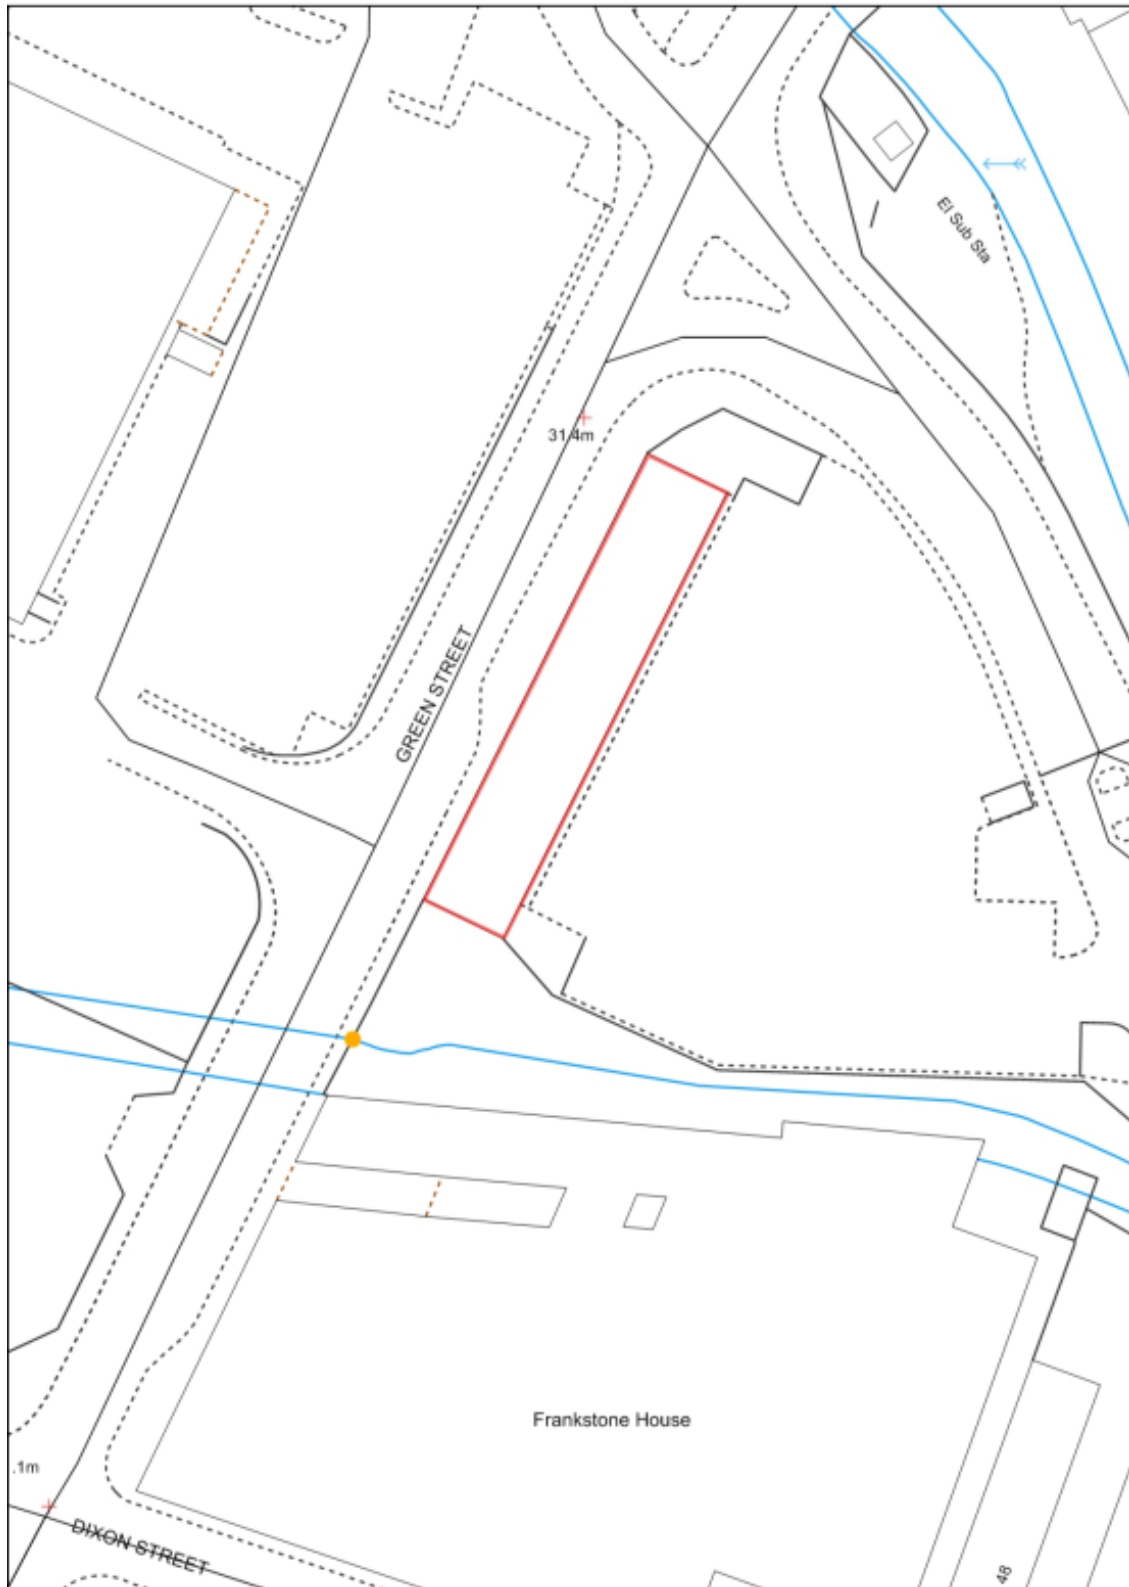 El Sub Sta
31.4m
GREEN STREET
Frankstone House
.1m
DIXON STREET
48